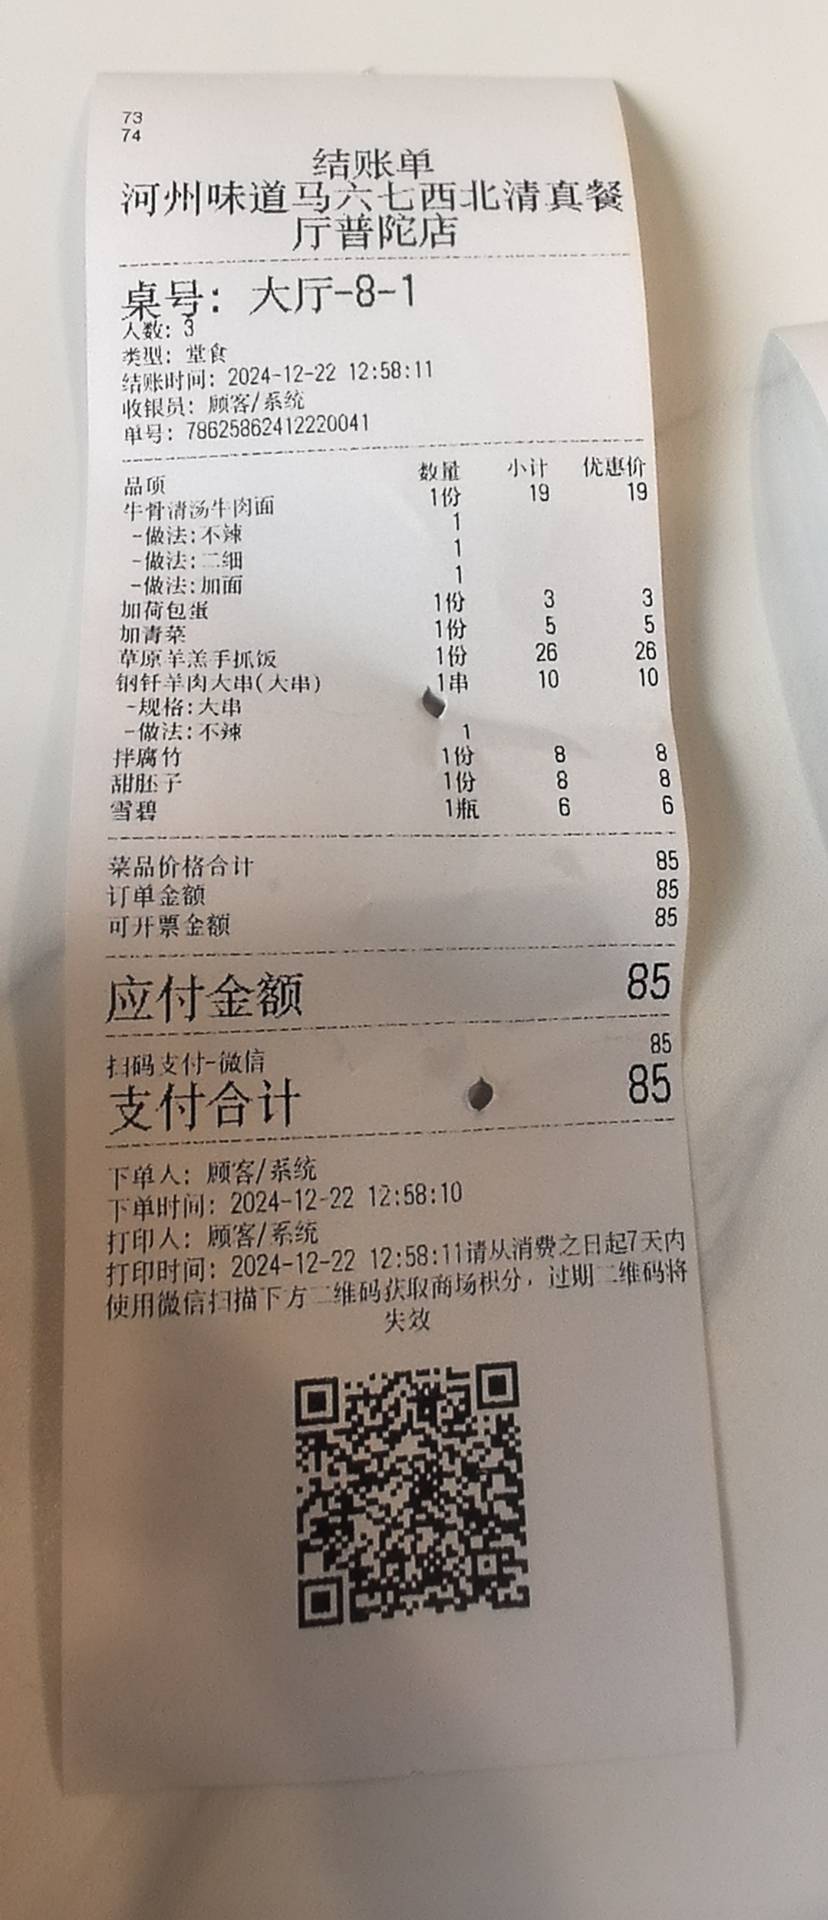 73
74
结账单
河州味道马六七西北清真餐
厅普陀店
桌号: 大厅-8-1
人数: 3
类型: 堂食
结账时间: 2024-12-22 12:58:11
收银员: 顾客/系统
单号: 78625862412220041
品项 数量 小计 优惠价
牛骨清汤牛肉面 1份 19 19
-做法:不辣 1
-做法:二细 1
-做法:加面 1
加荷包蛋 1份 3 3
加青菜 1份 5 5
草原羊羔手抓饭 1份 26 26
钢钎羊肉大串(大串) 1串 10 10
-规格:大串
-做法:不辣 1
拌腐竹 1份 8 8
甜胚子 1份 8 8
雪碧 1瓶 6 6
菜品价格合计 85
订单金额 85
可开票金额 85
应付金额 85
扫码支付-微信 85
支付合计 85
下单人: 顾客/系统
下单时间: 2024-12-22 12:58:10
打印人: 顾客/系统
打印时间: 2024-12-22 12:58:11请从消费之日起7天内
使用微信扫描下方二维码获取商场积分，过期二维码将
失效